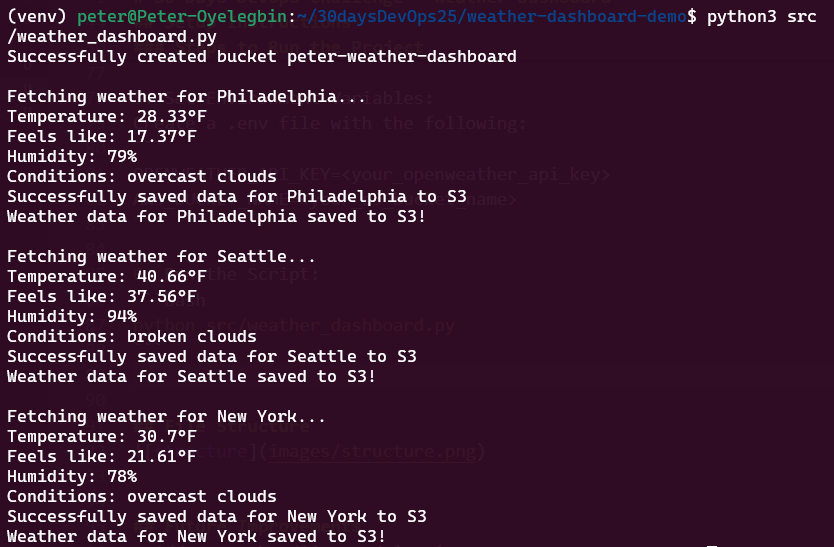 (venv) peter@Peter-Oyelegbin:~/30daysDevOps25/weather-dashboard-demo$ python3 src
/weather_dashboard.py
Successfully created bucket peter-weather-dashboard
Fetching weather for Philadelphia...
Temperature: 28.33°F
Feels like: 17.37°F
Humidity: 79%
Conditions: overcast clouds
Successfully saved data for Philadelphia to S3
Weather data for Philadelphia saved to S3!
Fetching weather for Seattle...
Temperature: 40.66°F
Feels like: 37.56°F
Humidity: 94%
Conditions: broken clouds
Successfully saved data for Seattle to S3
Weather data for Seattle saved to S3!
Fetching weather for New York...
Temperature: 30.7°F
Feels like: 21.61°F
Humidity: 78%
Conditions: overcast clouds
Successfully saved data for New York to S3
Weather data for New York saved to S3!